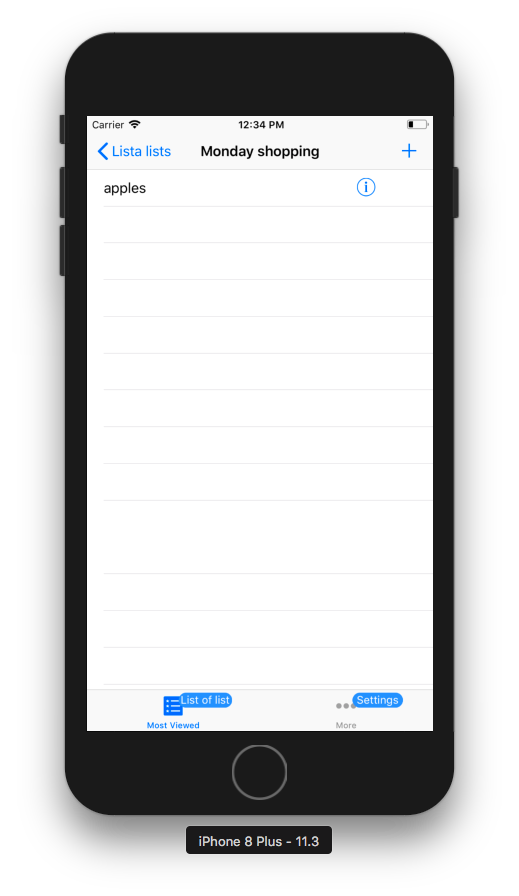 Carrier 12:34 PM
Lista lists Monday shopping +
apples
List of list Settings
Most Viewed More
iPhone 8 Plus - 11.3